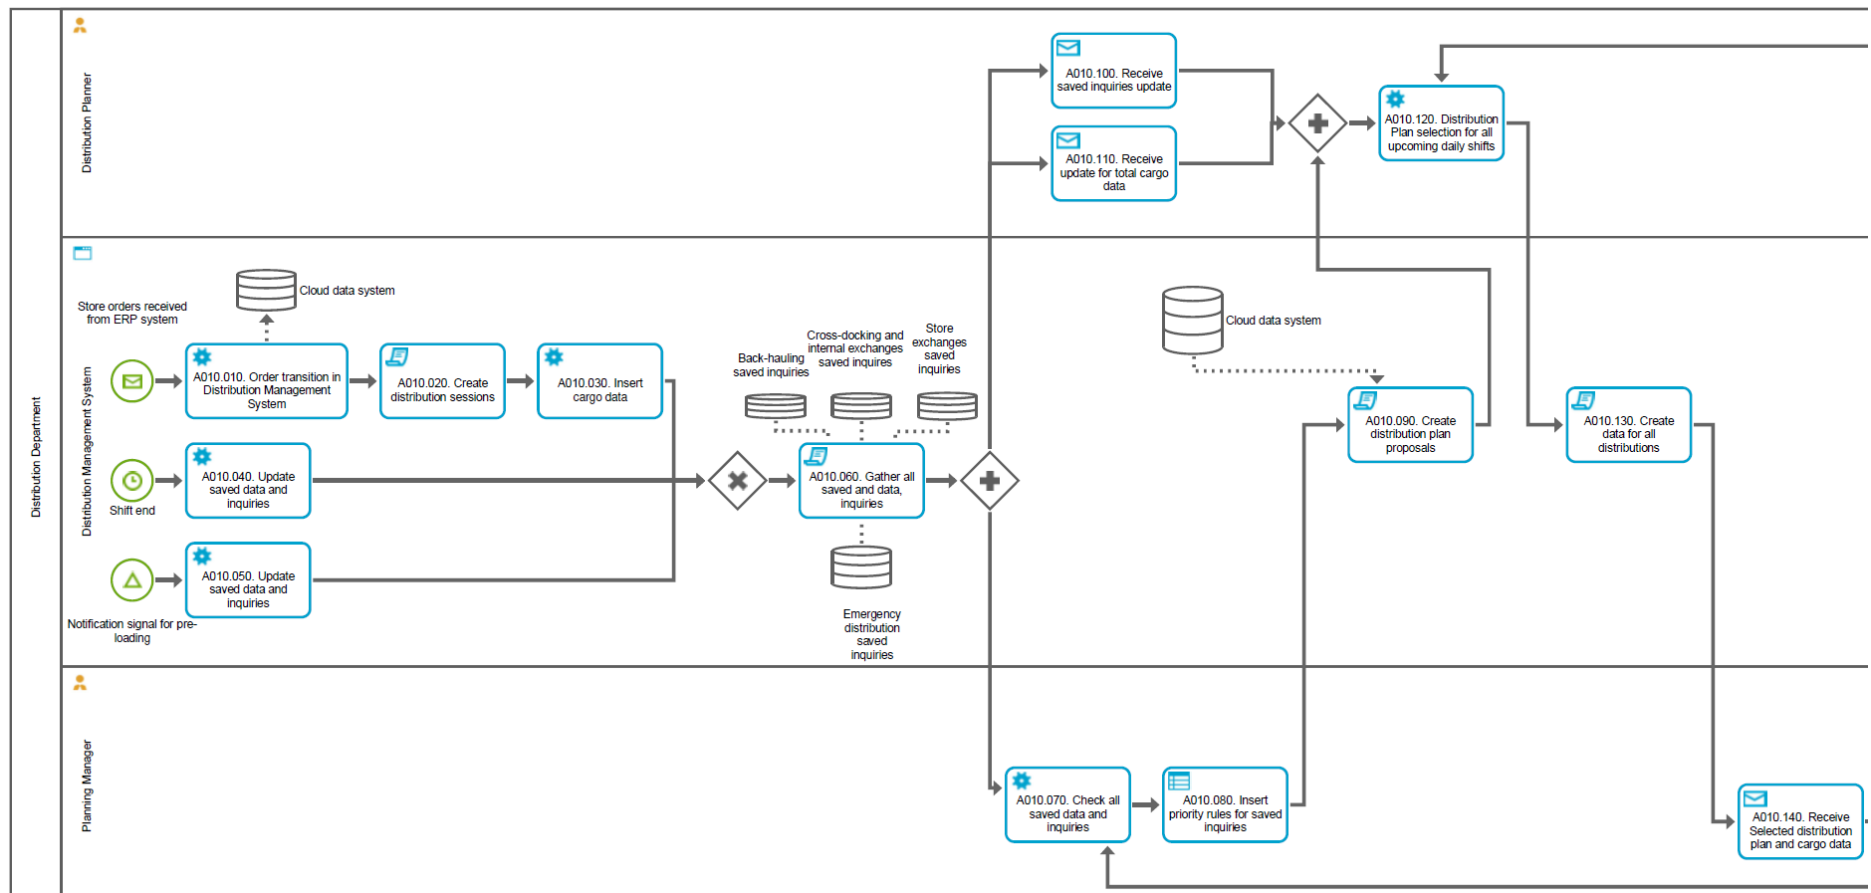 Distribution Department
Distribution Planner
A010.100. Receive
saved inquiries update
A010.110. Receive
update for total cargo
data
A010.120. Distribution
Plan selection for all
upcoming daily shifts
Distribution Management System
Store orders received
from ERP system
Cloud data system
A010.010. Order transition in
Distribution Management
System
A010.020. Create
distribution sessions
A010.030. Insert
cargo data
Shift end
A010.040. Update
saved data and
inquiries
Notification signal for pre-
loading
A010.050. Update
saved data and
inquiries
Back-hauling
saved inquiries
Cross-docking and
internal exchanges
saved inquires
Store
exchanges
saved
inquiries
A010.060. Gather all
saved and data,
inquiries
Emergency
distribution
saved
inquiries
Cloud data system
A010.090. Create
distribution plan
proposals
A010.130. Create
data for all
distributions
Planning Manager
A010.070. Check all
saved data and
inquiries
A010.080. Insert
priority rules for saved
inquiries
A010.140. Receive
Selected distribution
plan and cargo data